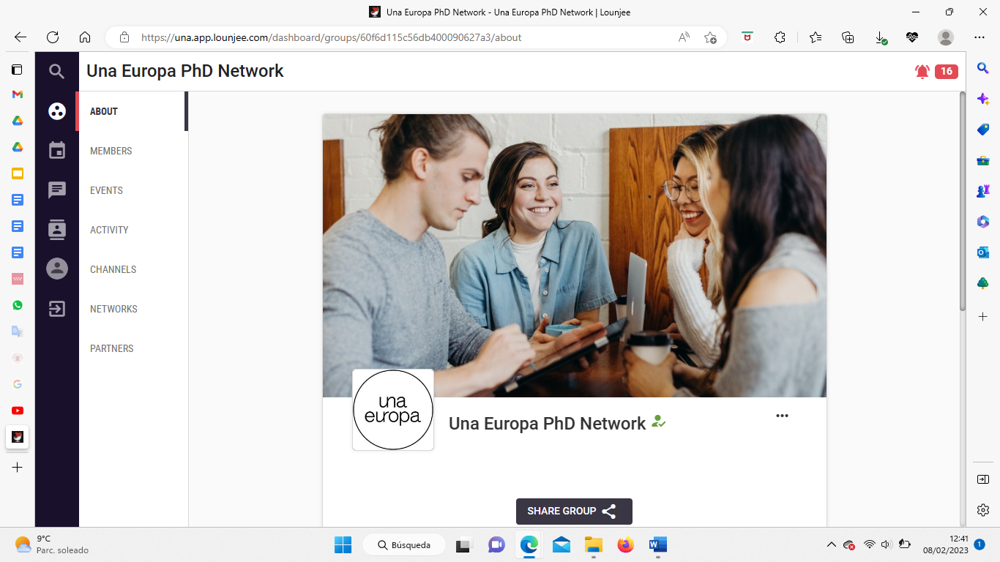 Una Europa PhD Network - Una Europa PhD Network | Lounjee
https://una.app.lounjee.com/dashboard/groups/60f6d115c56db400090627a3/about
Una Europa PhD Network
16
ABOUT
MEMBERS
EVENTS
ACTIVITY
CHANNELS
NETWORKS
PARTNERS
una
europa
Una Europa PhD Network
SHARE GROUP
9°C
Parc. soleado
Búsqueda
12:41
08/02/2023
1